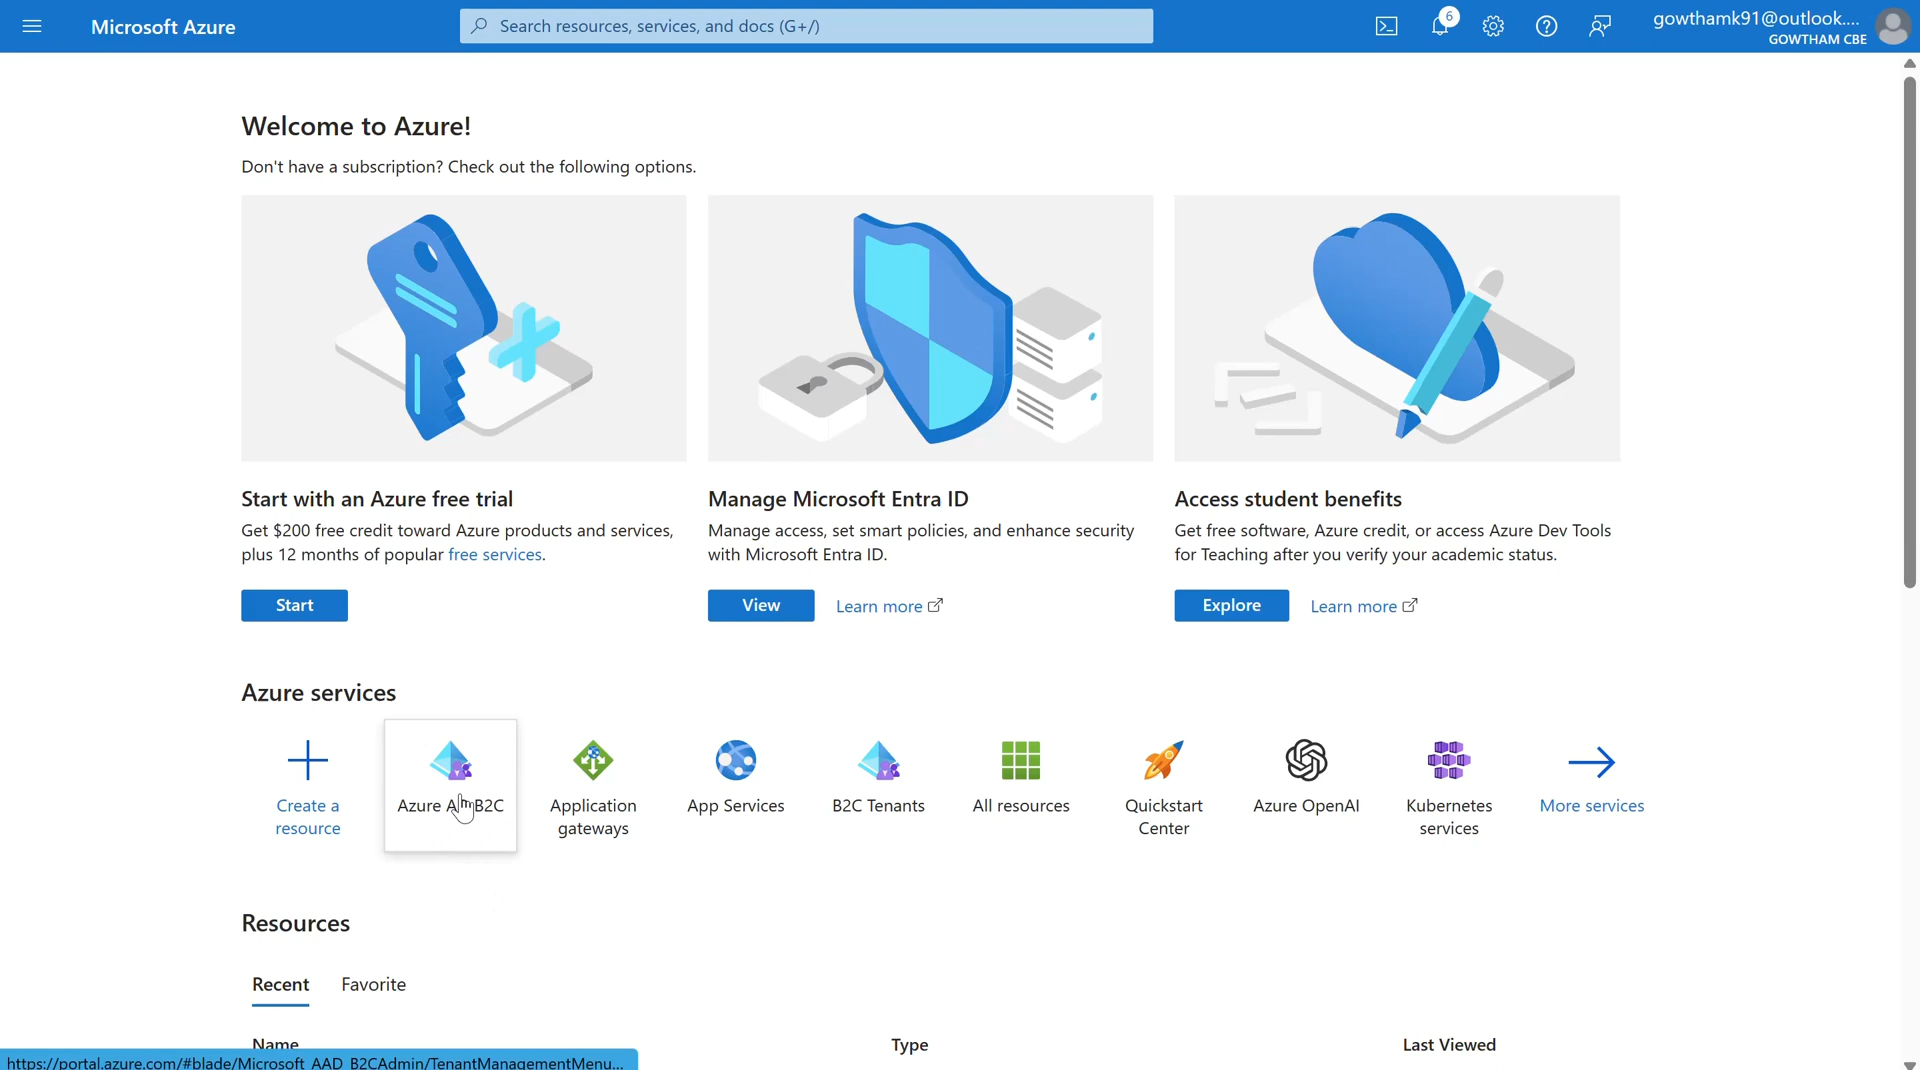 Microsoft Azure
Search resources, services, and docs (G+/)
6
gowthamk91@outlook....
GOWTHAM CBE
Welcome to Azure!
Don't have a subscription? Check out the following options.
Start with an Azure free trial
Get $200 free credit toward Azure products and services,
plus 12 months of popular free services.
Start
Manage Microsoft Entra ID
Manage access, set smart policies, and enhance security
with Microsoft Entra ID.
View
Learn more
Access student benefits
Get free software, Azure credit, or access Azure Dev Tools
for Teaching after you verify your academic status.
Explore
Learn more
Azure services
Create a
resource
Azure A B2C
Application
gateways
App Services
B2C Tenants
All resources
Quickstart
Center
Azure OpenAI
Kubernetes
services
More services
Resources
Recent
Favorite
Name
Type
Last Viewed
https://portal.azure.com/#blade/Microsoft_AAD_B2CAdmin/TenantManagementMenu...